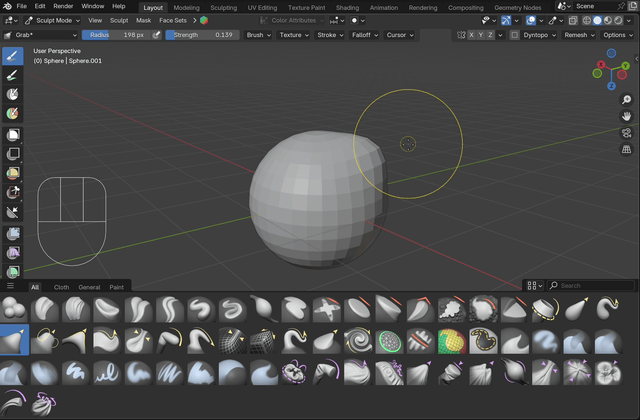 File Edit Render Window Help Layout Modeling Sculpting UV Editing Texture Paint Shading Animation Rendering Compositing Geometry Nodes Scene
Sculpt Mode View Sculpt Mask Face Sets Color Attributes
Grab* Radius 198 px Strength 0.139 Brush Texture Stroke Falloff Cursor X Y Z Dyntopo Remesh Options
User Perspective
(0) Sphere | Sphere.001
X
Y
Z
All Cloth General Paint Search